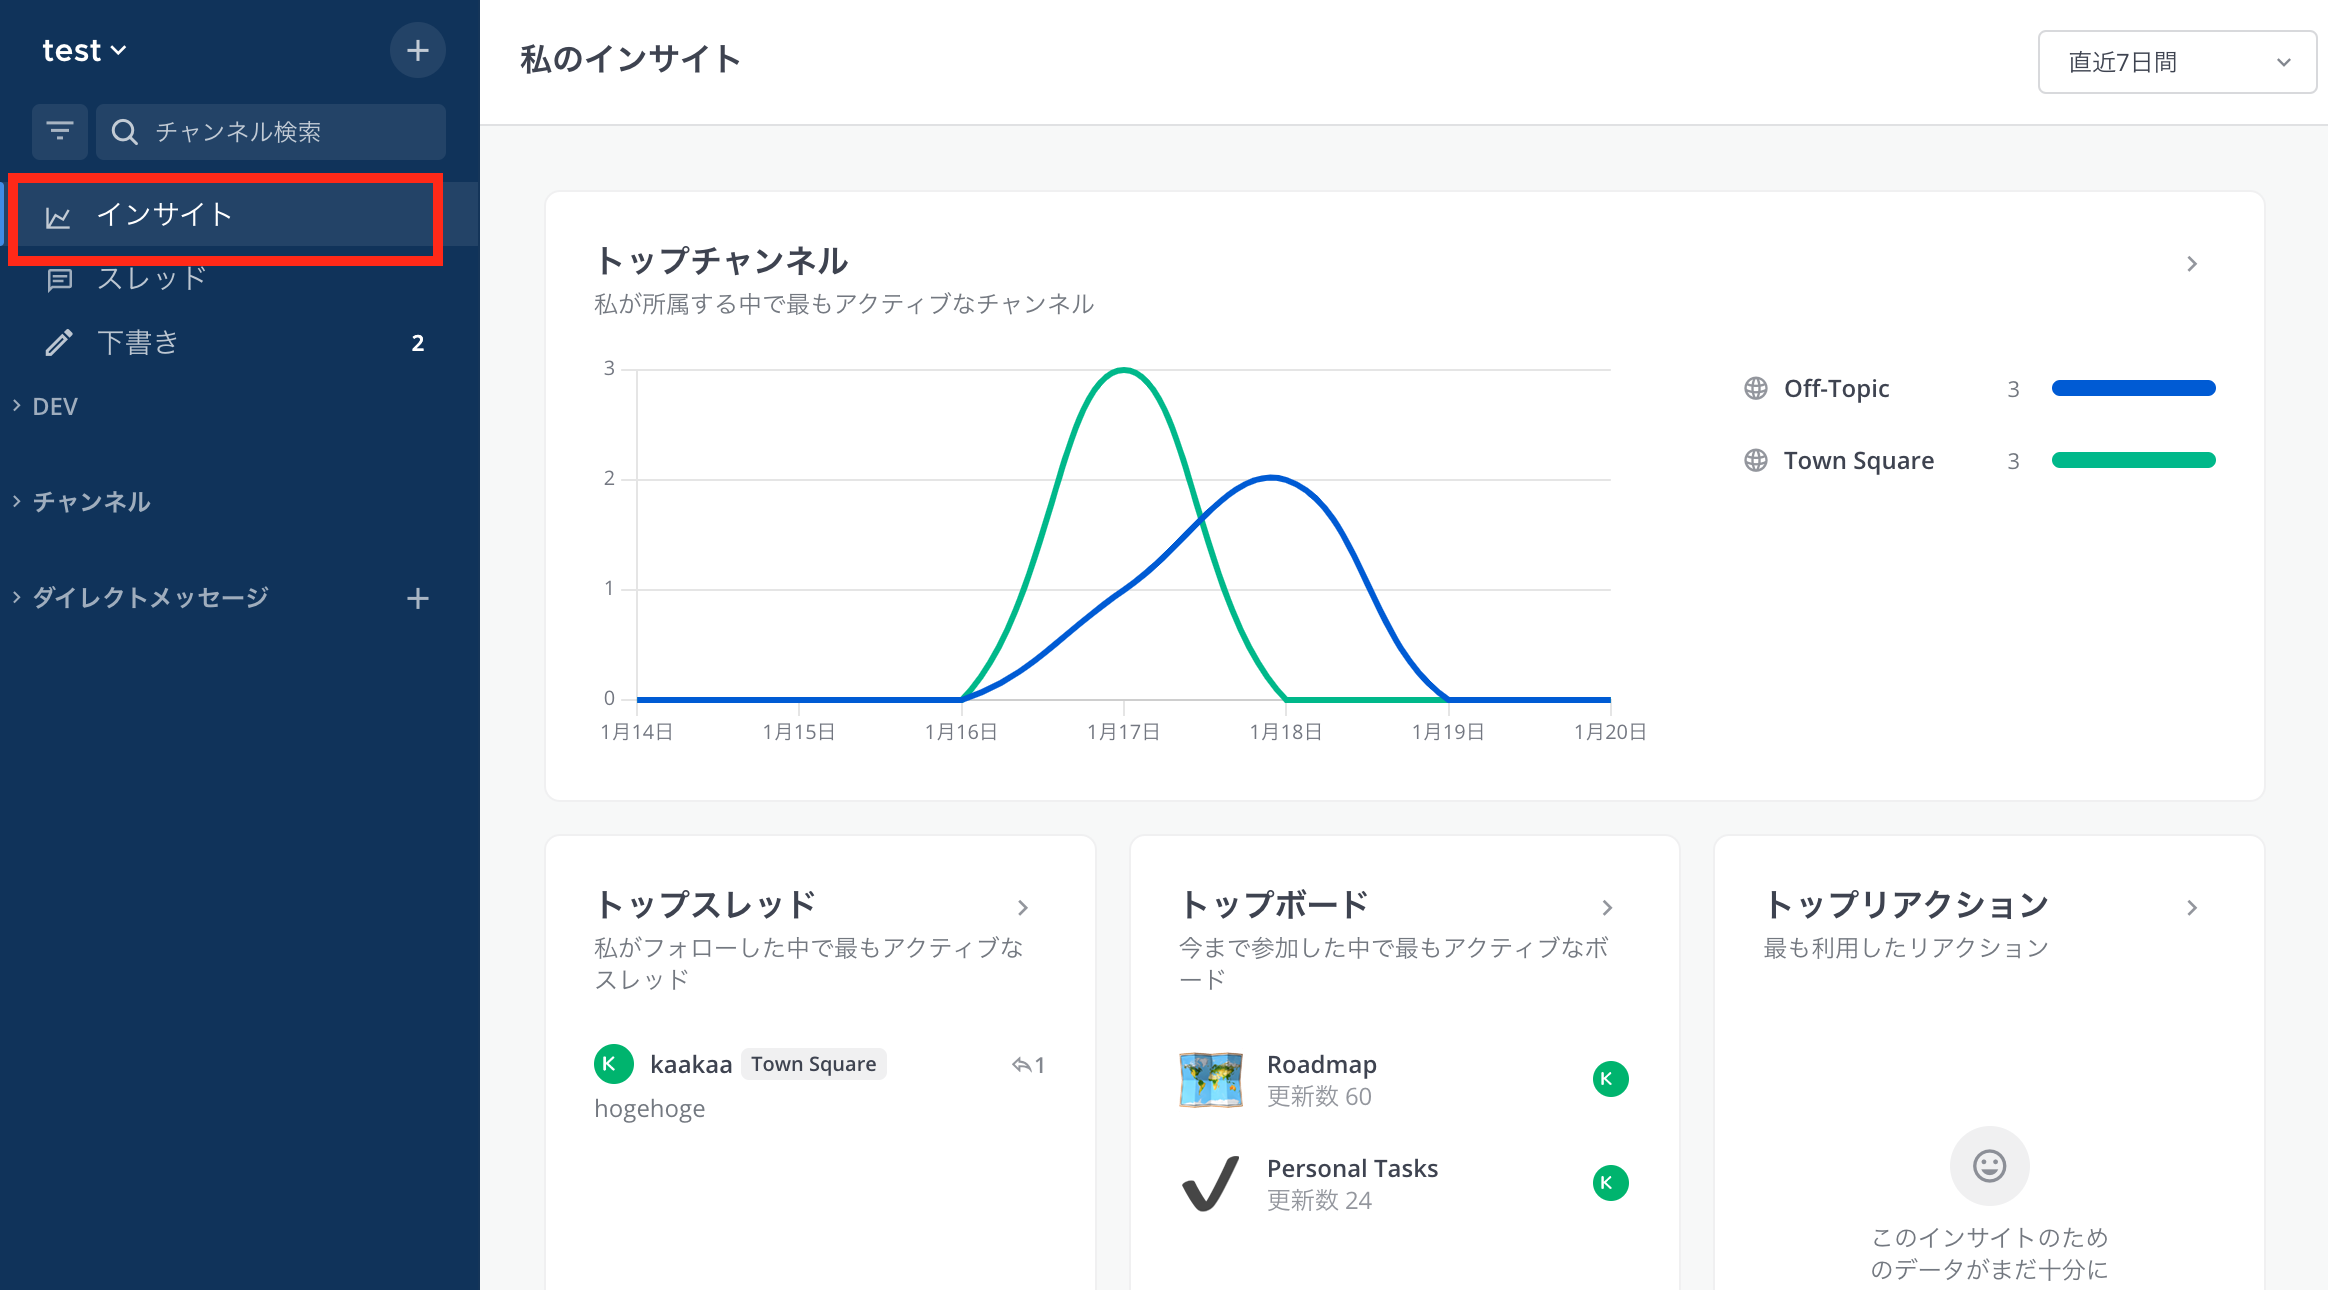 test
チャンネル検索
インサイト
スレッド
下書き 2
DEV
チャンネル
ダイレクトメッセージ
私のインサイト
直近7日間
トップチャンネル
私が所属する中で最もアクティブなチャンネル
3
2
1
0
1月14日 1月15日 1月16日 1月17日 1月18日 1月19日 1月20日
Off-Topic 3
Town Square 3
トップスレッド
私がフォローした中で最もアクティブな
スレッド
K kaakaa Town Square 1
hogehoge
トップボード
今まで参加した中で最もアクティブなボ
ード
Roadmap K
更新数 60
Personal Tasks K
更新数 24
トップリアクション
最も利用したリアクション
このインサイトのため
のデータがまだ十分に